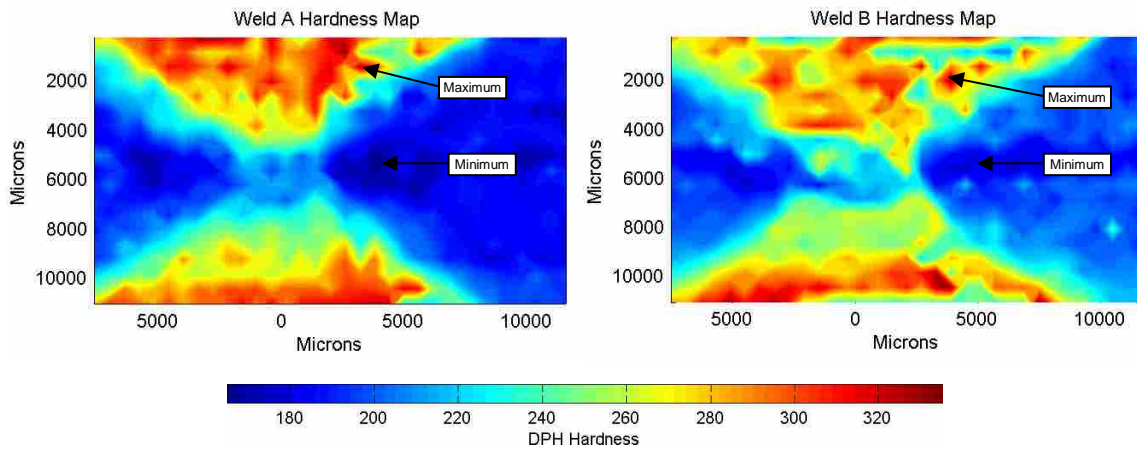 Weld A Hardness Map
2000
4000
6000
8000
10000
Microns
Maximum
Minimum
5000 0 5000 10000
Microns
Weld B Hardness Map
2000
4000
6000
8000
10000
Microns
Maximum
Minimum
5000 0 5000 10000
Microns
180 200 220 240 260 280 300 320
DPH Hardness